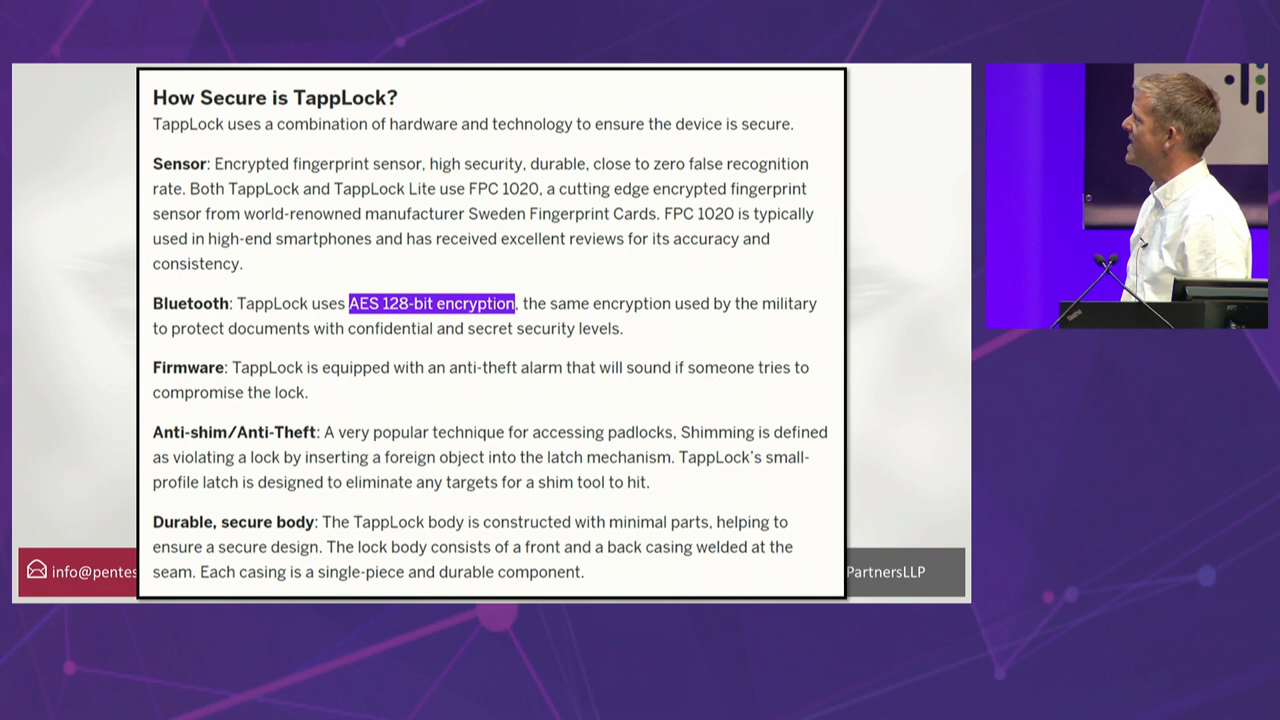 How Secure is TappLock?
TappLock uses a combination of hardware and technology to ensure the device is secure.
Sensor: Encrypted fingerprint sensor, high security, durable, close to zero false recognition
rate. Both TappLock and TappLock Lite use FPC 1020, a cutting edge encrypted fingerprint
sensor from world-renowned manufacturer Sweden Fingerprint Cards. FPC 1020 is typically
used in high-end smartphones and has received excellent reviews for its accuracy and
consistency.
Bluetooth: TappLock uses AES 128-bit encryption, the same encryption used by the military
to protect documents with confidential and secret security levels.
Firmware: TappLock is equipped with an anti-theft alarm that will sound if someone tries to
compromise the lock.
Anti-shim/Anti-Theft: A very popular technique for accessing padlocks, Shimming is defined
as violating a lock by inserting a foreign object into the latch mechanism. TappLock's small-
profile latch is designed to eliminate any targets for a shim tool to hit.
Durable, secure body: The TappLock body is constructed with minimal parts, helping to
ensure a secure design. The lock body consists of a front and a back casing welded at the
seam. Each casing is a single-piece and durable component.
info@pentes
PartnersLLP